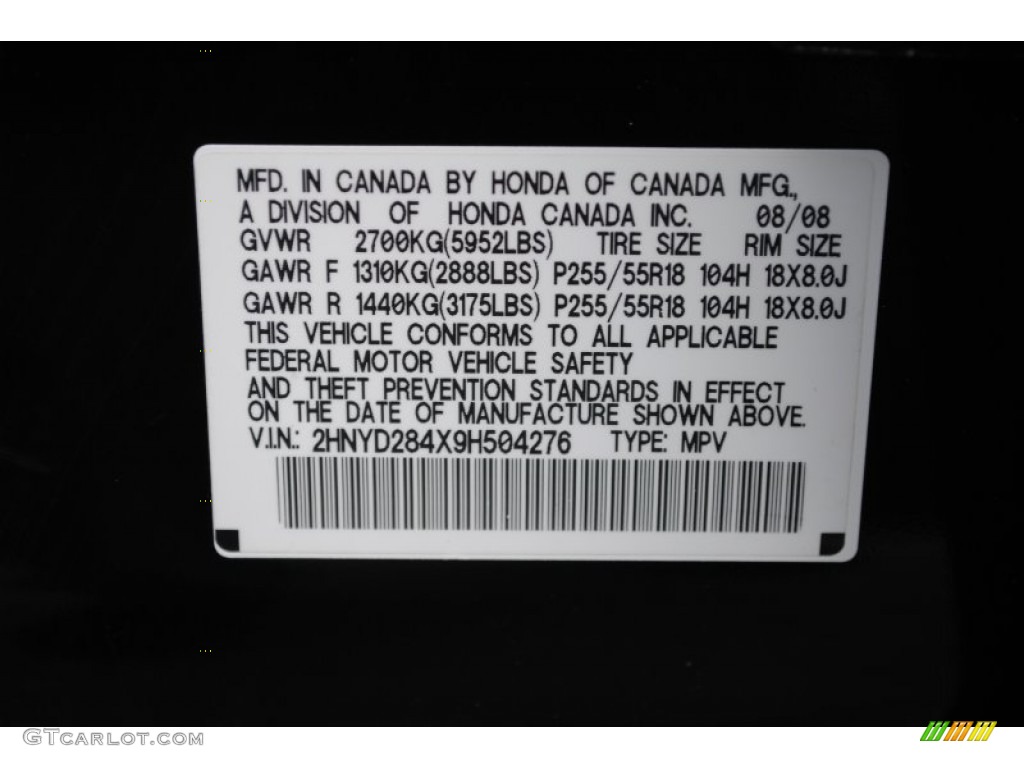 MFD. IN CANADA BY HONDA OF CANADA MFG.,
A DIVISION OF HONDA CANADA INC. 08/08
GVWR 2700KG(5952LBS) TIRE SIZE RIM SIZE
GAWR F 1310KG(2888LBS) P255/55R18 104H 18X8.0J
GAWR R 1440KG(3175LBS) P255/55R18 104H 18X8.0J
THIS VEHICLE CONFORMS TO ALL APPLICABLE
FEDERAL MOTOR VEHICLE SAFETY
AND THEFT PREVENTION STANDARDS IN EFFECT
ON THE DATE OF MANUFACTURE SHOWN ABOVE.
V.I.N.: 2HNYD284X9H504276 TYPE: MPV
GTCarlot.com